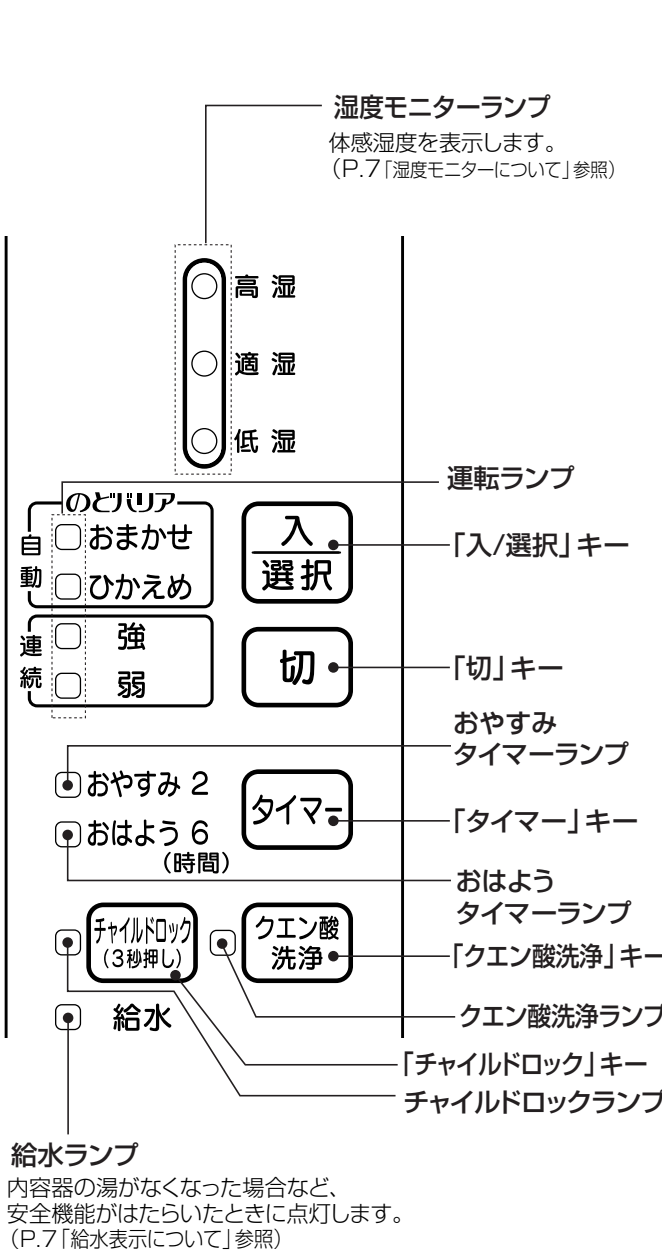 湿度モニターランプ
体感湿度を表示します。
(P.7「湿度モニターについて」参照)
高湿
適湿
低湿
運転ランプ
のどバリア
自動
おまかせ
ひかえめ
入
選択
「入/選択」キー
連続
強
弱
切
「切」キー
おやすみ
タイマーランプ
おやすみ 2
タイマー
「タイマー」キー
おはよう 6
(時間)
おはよう
タイマーランプ
チャイルドロック
(3秒押し)
クエン酸
洗浄
「クエン酸洗浄」キー
給水
クエン酸洗浄ランプ
「チャイルドロック」キー
チャイルドロックランプ
給水ランプ
内容器の湯がなくなった場合など、
安全機能がはたらいたときに点灯します。
(P.7「給水表示について」参照)